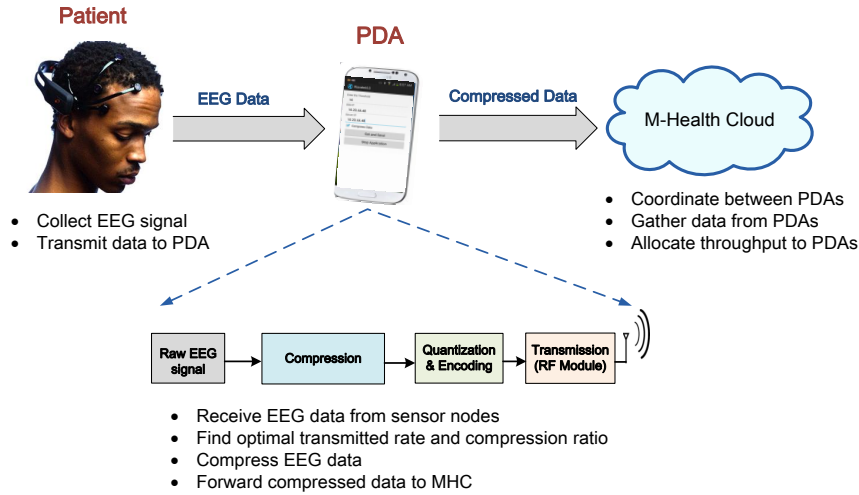 Patient
PDA
EEG Data
Compressed Data
M-Health Cloud
• Collect EEG signal
• Transmit data to PDA
• Coordinate between PDAs
• Gather data from PDAs
• Allocate throughput to PDAs
Raw EEG
signal
Compression
Quantization
& Encoding
Transmission
(RF Module)
• Receive EEG data from sensor nodes
• Find optimal transmitted rate and compression ratio
• Compress EEG data
• Forward compressed data to MHC